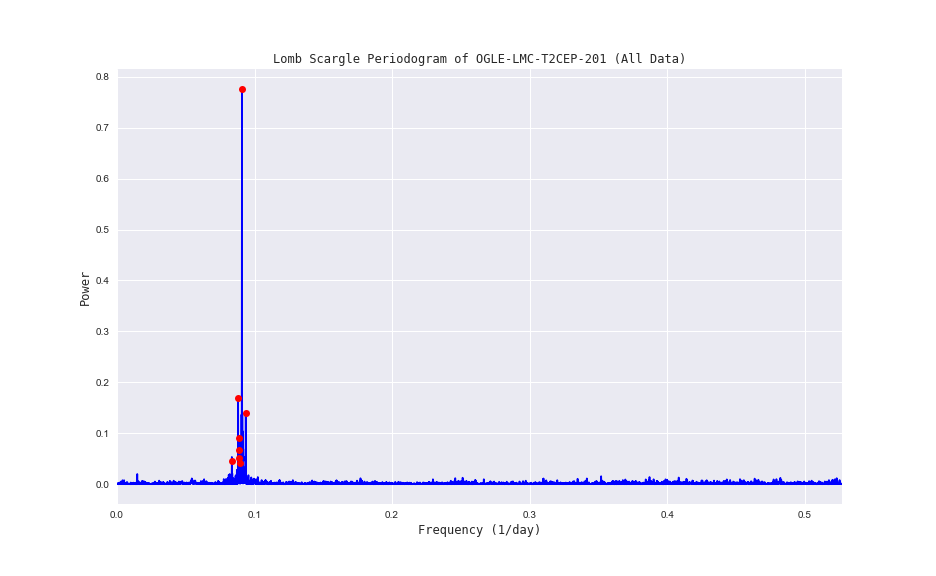 Lomb Scargle Periodogram of OGLE-LMC-T2CEP-201 (All Data)
0.8
0.7
0.6
0.5
0.4
0.3
0.2
0.1
0.0
Power
0.0 0.1 0.2 0.3 0.4 0.5
Frequency (1/day)